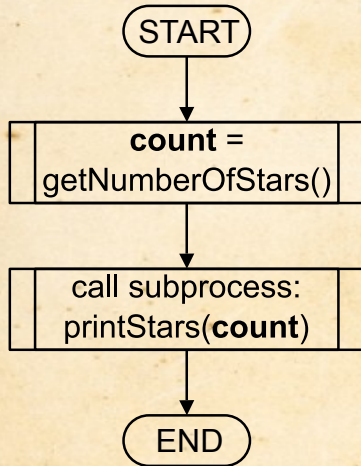 START
count =
getNumberOfStars()
call subprocess:
printStars(count)
END